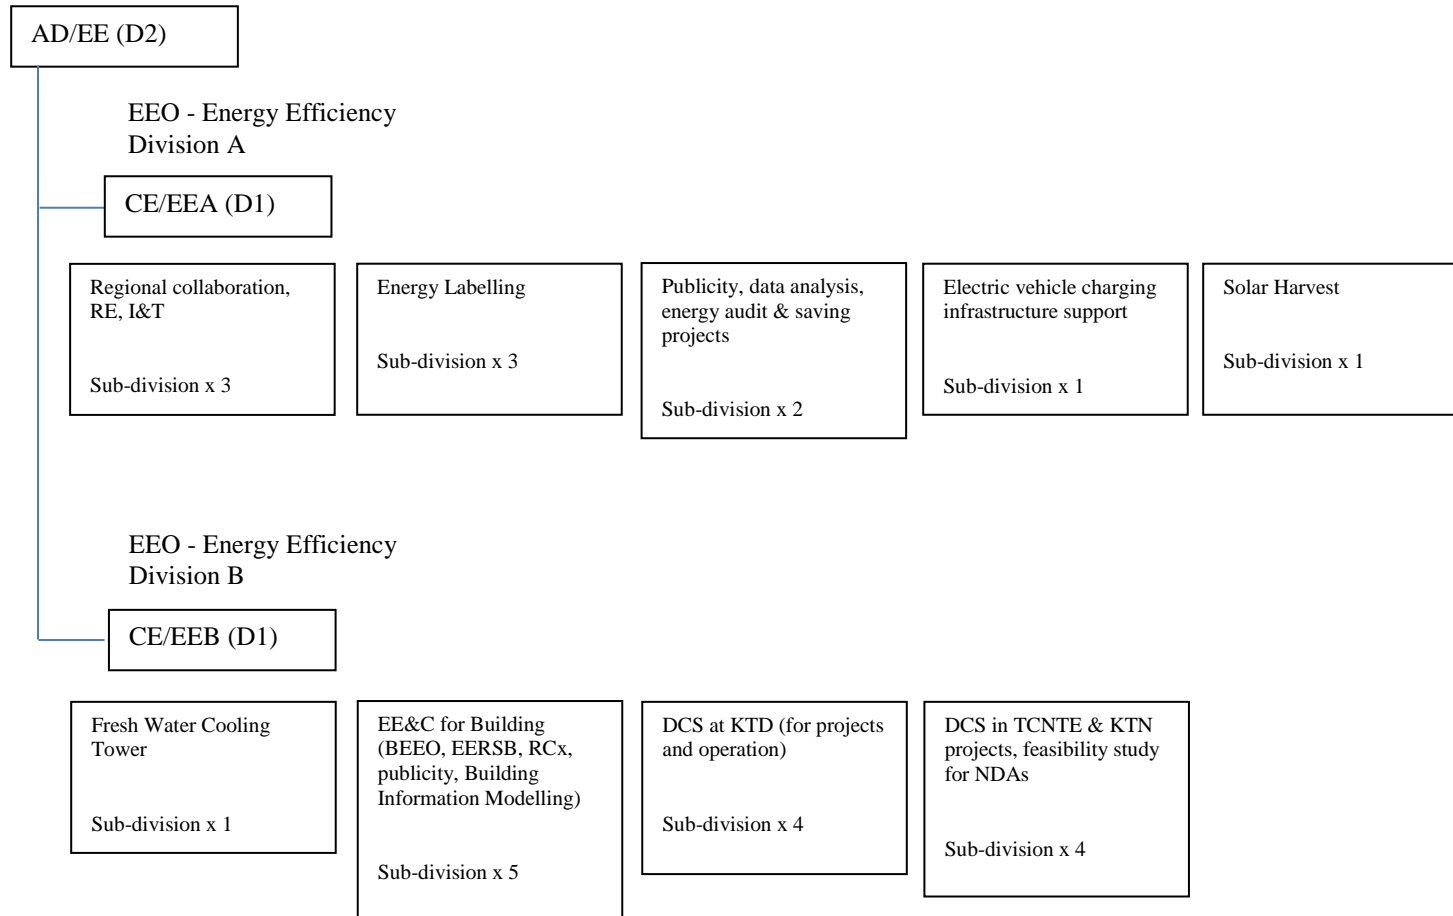 AD/EE (D2)
EEO - Energy Efficiency
Division A
CE/EEA (D1)
Regional collaboration,
RE, I&T
Sub-division x 3
Energy Labelling
Sub-division x 3
Publicity, data analysis,
energy audit & saving
projects
Sub-division x 2
Electric vehicle charging
infrastructure support
Sub-division x 1
Solar Harvest
Sub-division x 1
EEO - Energy Efficiency
Division B
CE/EEB (D1)
Fresh Water Cooling
Tower
Sub-division x 1
EE&C for Building
(BEEO, EERSB, RCx,
publicity, Building
Information Modelling)
Sub-division x 5
DCS at KTD (for projects
and operation)
Sub-division x 4
DCS in TCNTE & KTN
projects, feasibility study
for NDAs
Sub-division x 4